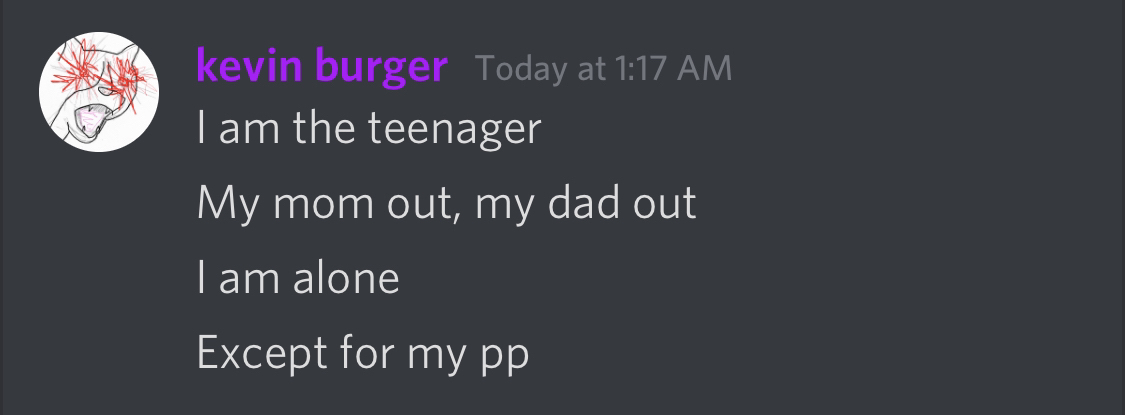 kevin burger Today at 1:17 AM
I am the teenager
My mom out, my dad out
I am alone
Except for my pp